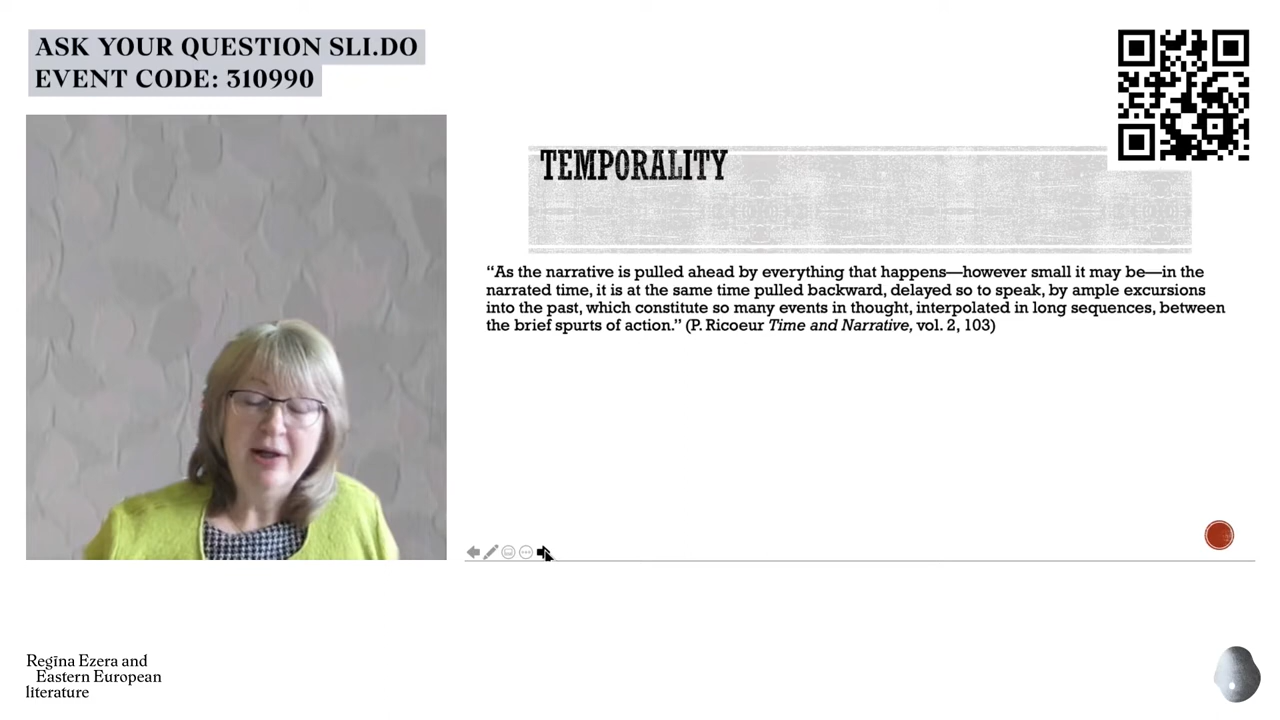 ASK YOUR QUESTION SLI.DO
EVENT CODE: 310990
TEMPORALITY
“As the narrative is pulled ahead by everything that happens—however small it may be—in the
narrated time, it is at the same time pulled backward, delayed so to speak, by ample excursions
into the past, which constitute so many events in thought, interpolated in long sequences, between
the brief spurts of action.” (P. Ricoeur Time and Narrative, vol. 2, 103)
Regīna Ezera and
Eastern European
literature